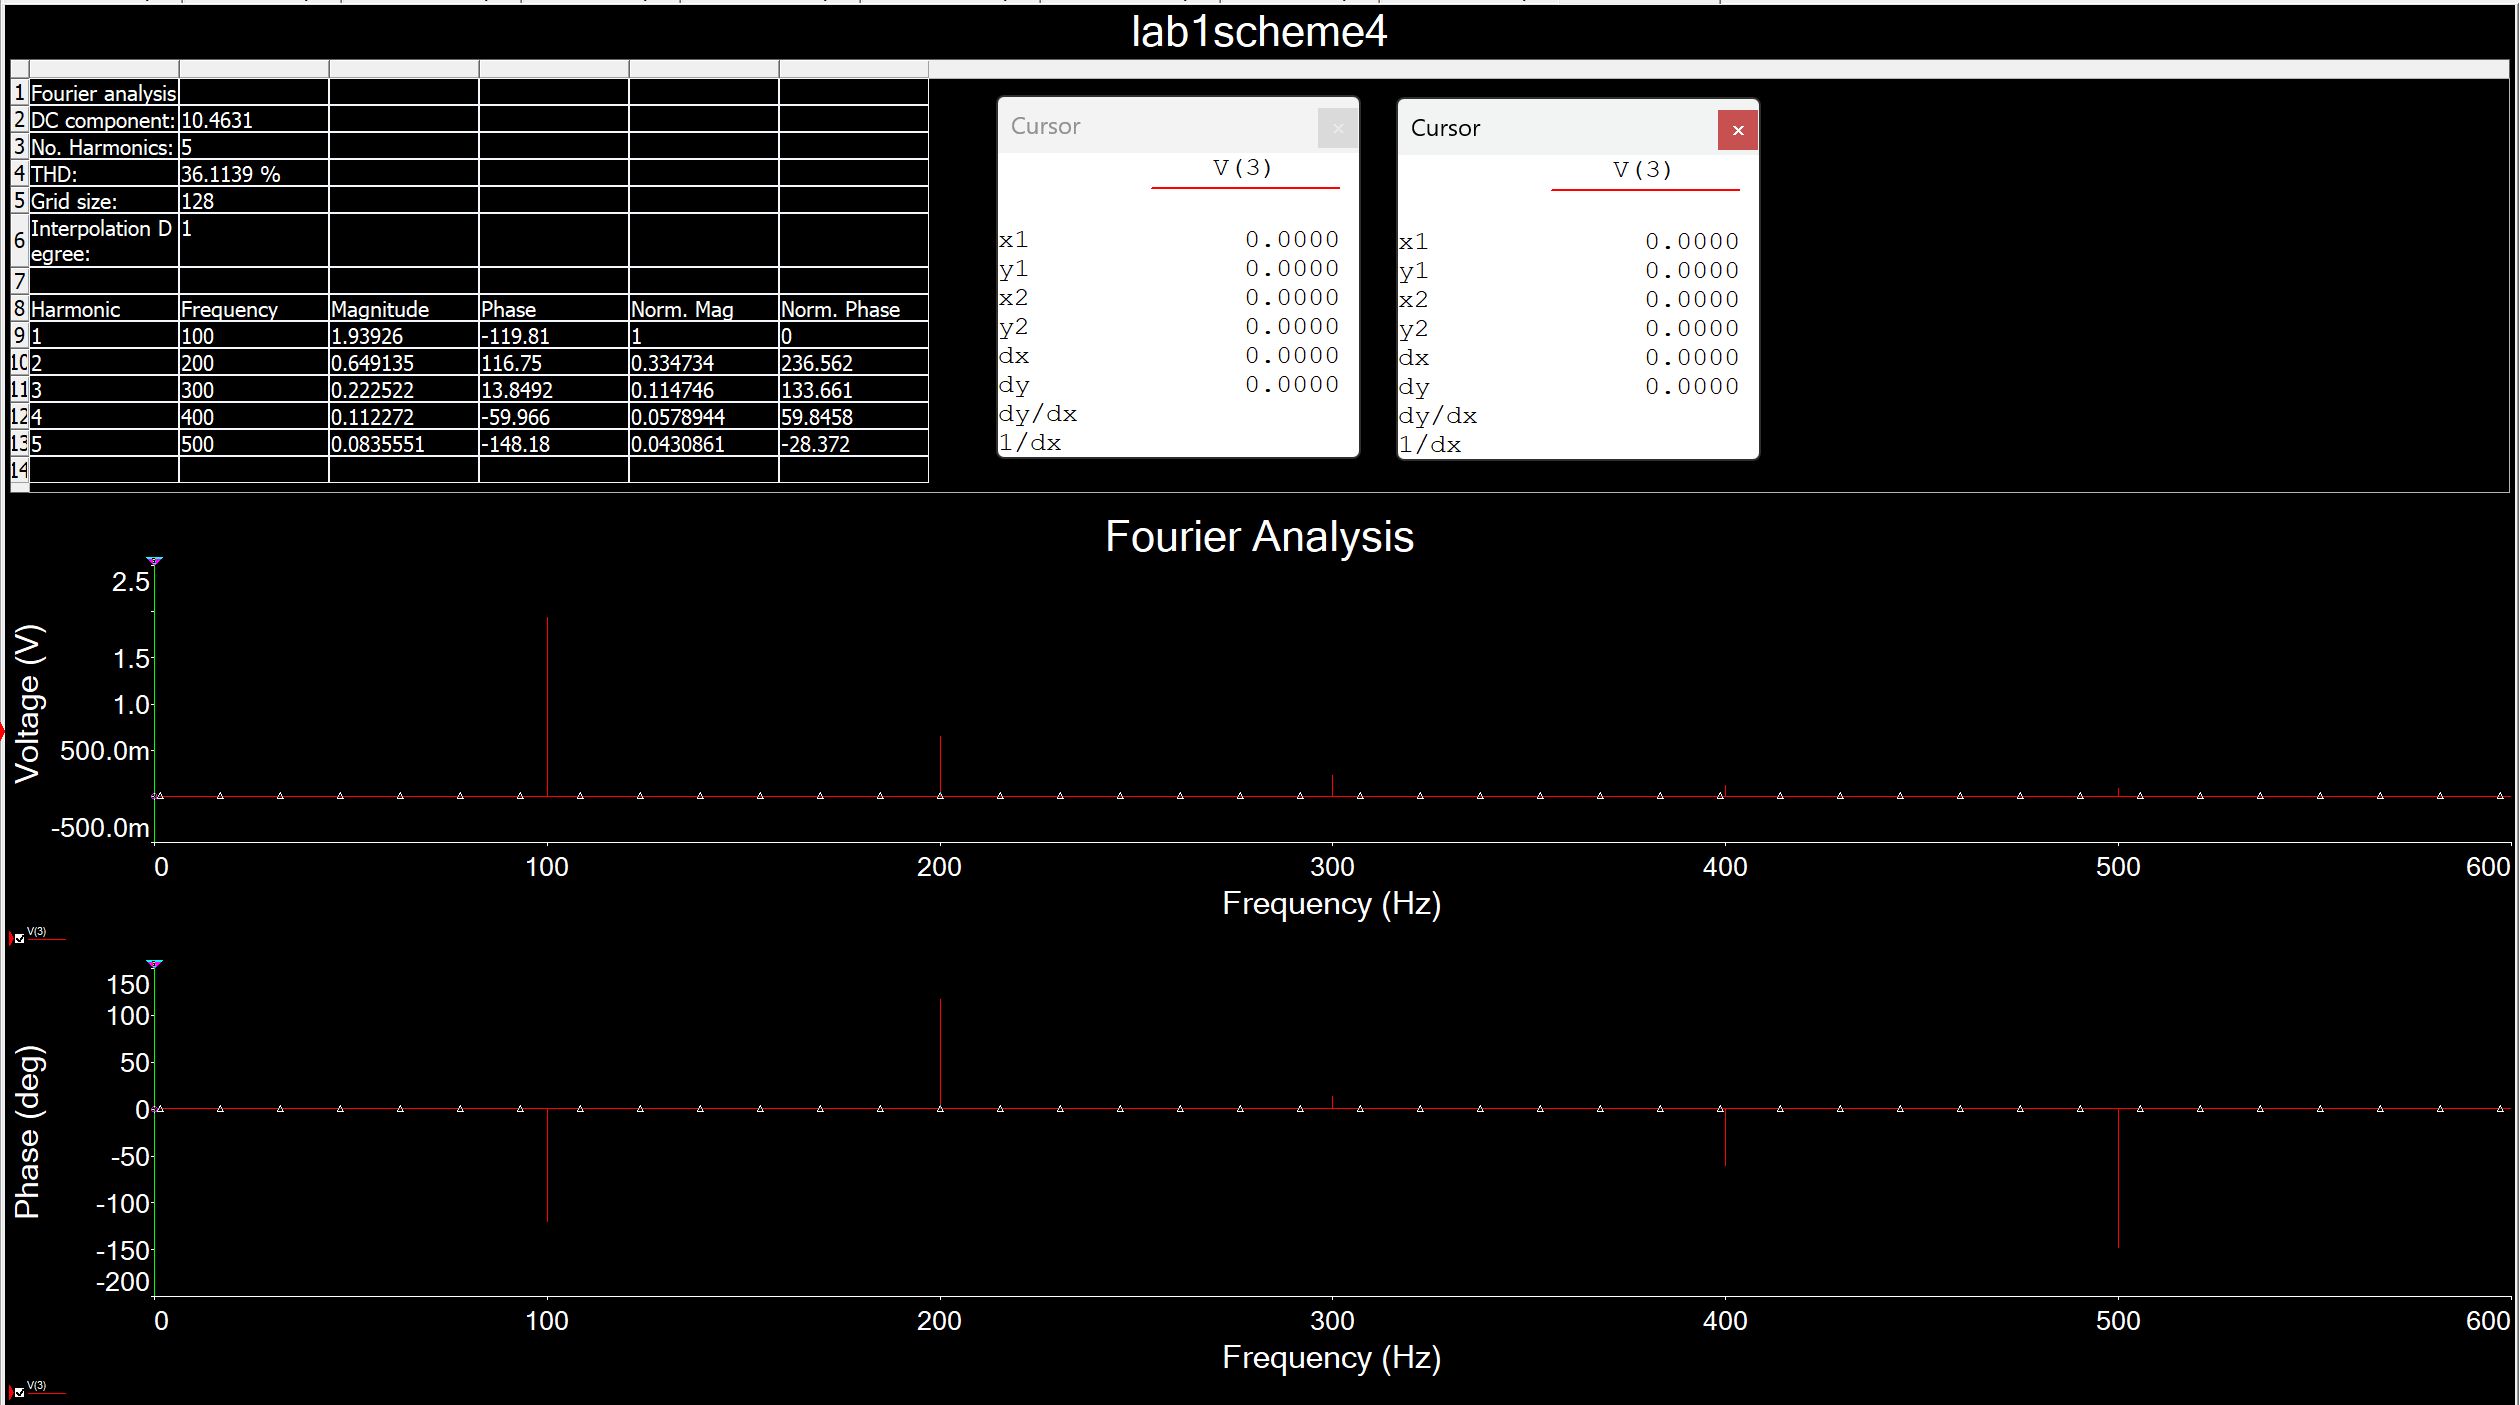 lab1scheme4
1 Fourier analysis
2 DC component: 10.4631
3 No. Harmonics: 5
4 THD: 36.1139 %
5 Grid size: 128
6 Interpolation D 1
egree:
7
8 Harmonic Frequency Magnitude Phase Norm. Mag Norm. Phase
9 1 100 1.93926 -119.81 1 0
10 2 200 0.649135 116.75 0.334734 236.562
11 3 300 0.222522 13.8492 0.114746 133.661
12 4 400 0.112272 -59.966 0.0578944 59.8458
13 5 500 0.0835551 -148.18 0.0430861 -28.372
14
Cursor
V(3)
x1 0.0000
y1 0.0000
x2 0.0000
y2 0.0000
dx 0.0000
dy 0.0000
dy/dx
1/dx
Cursor
V(3)
x1 0.0000
y1 0.0000
x2 0.0000
y2 0.0000
dx 0.0000
dy 0.0000
dy/dx
1/dx
Fourier Analysis
Voltage (V)
2.5
1.5
1.0
500.0m
-500.0m
0 100 200 300 400 500 600
Frequency (Hz)
V(3)
Phase (deg)
150
100
50
0
-50
-100
-150
-200
0 100 200 300 400 500 600
Frequency (Hz)
V(3)